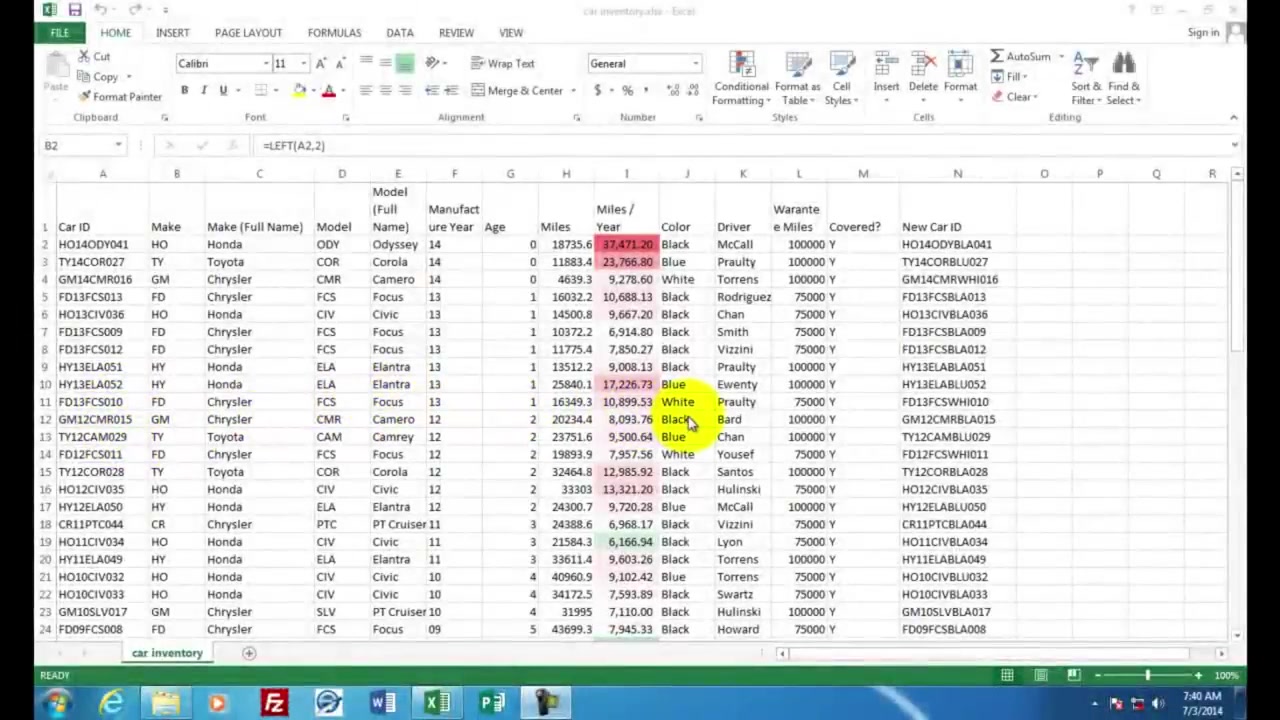 car inventory.xlsx - Excel
FILE HOME INSERT PAGE LAYOUT FORMULAS DATA REVIEW VIEW Sign in
Cut
Copy
Format Painter
Paste
Calibri 11
B I U
Wrap Text
Merge & Center
General
$ % ,
Conditional Formatting
Format as Table
Cell Styles
Insert Delete Format
AutoSum
Fill
Clear
Sort & Filter
Find & Select
Clipboard Font Alignment Number Styles Cells Editing
B2 =LEFT(A2,2)
A B C D E F G H I J K L M N O P Q R
1 Car ID Make Make (Full Name) Model Model (Full Name) Manufacture Year Age Miles Miles / Year Color Driver Warantee Miles Covered? New Car ID
2 HO14ODY041 HO Honda ODY Odyssey 14 0 18735.6 37,471.20 Black McCall 100000 Y HO14ODYBLA041
3 TY14COR027 TY Toyota COR Corola 14 0 11883.4 23,766.80 Blue Praulty 100000 Y TY14CORBLU027
4 GM14CMR016 GM Chrysler CMR Camero 14 0 4639.3 9,278.60 White Torrens 100000 Y GM14CMRWHI016
5 FD13FCS013 FD Chrysler FCS Focus 13 1 16032.2 10,688.13 Black Rodriguez 75000 Y FD13FCSBLA013
6 HO13CIV036 HO Honda CIV Civic 13 1 14500.8 9,667.20 Black Chan 75000 Y HO13CIVBLA036
7 FD13FCS009 FD Chrysler FCS Focus 13 1 10372.2 6,914.80 Black Smith 75000 Y FD13FCSBLA009
8 FD13FCS012 FD Chrysler FCS Focus 13 1 11775.4 7,850.27 Black Vizzini 75000 Y FD13FCSBLA012
9 HY13ELA051 HY Honda ELA Elantra 13 1 13512.2 9,008.13 Black Praulty 100000 Y HY13ELABLA051
10 HY13ELA052 HY Honda ELA Elantra 13 1 25840.1 17,226.73 Blue Ewenty 100000 Y HY13ELABLU052
11 FD13FCS010 FD Chrysler FCS Focus 13 1 16349.3 10,899.53 White Praulty 75000 Y FD13FCSWHI010
12 GM12CMR015 GM Chrysler CMR Camero 12 2 20234.4 8,093.76 Black Bard 100000 Y GM12CMRBLA015
13 TY12CAM029 TY Toyota CAM Camrey 12 2 23751.6 9,500.64 Blue Chan 100000 Y TY12CAMBLU029
14 FD12FCS011 FD Chrysler FCS Focus 12 2 19893.9 7,957.56 White Yousef 75000 Y FD12FCSWHI011
15 TY12COR028 TY Toyota COR Corola 12 2 32464.8 12,985.92 Black Santos 100000 Y TY12CORBLA028
16 HO12CIV035 HO Honda CIV Civic 12 2 33303 13,321.20 Black Hulinski 75000 Y HO12CIVBLA035
17 HY12ELA050 HY Honda ELA Elantra 12 2 24300.7 9,720.28 Blue McCall 100000 Y HY12ELABLU050
18 CR11PTC044 CR Chrysler PTC PT Cruiser 11 3 24388.6 6,968.17 Black Vizzini 75000 Y CR11PTCBLA044
19 HO11CIV034 HO Honda CIV Civic 11 3 21584.3 6,166.94 Black Lyon 75000 Y HO11CIVBLA034
20 HY11ELA049 HY Honda ELA Elantra 11 3 33611.4 9,603.26 Black Torrens 100000 Y HY11ELABLA049
21 HO10CIV032 HO Honda CIV Civic 10 4 40960.9 9,102.42 Blue Torrens 75000 Y HO10CIVBLU032
22 HO10CIV033 HO Honda CIV Civic 10 4 34172.5 7,593.89 Black Swartz 75000 Y HO10CIVBLA033
23 GM10SLV017 GM Chrysler SLV PT Cruiser 10 4 31995 7,110.00 Black Hulinski 100000 Y GM10SLVBLA017
24 FD09FCS008 FD Chrysler FCS Focus 09 5 43699.3 7,945.33 Black Howard 75000 Y FD09FCSBLA008
car inventory
READY 100%
7:40 AM
7/3/2014